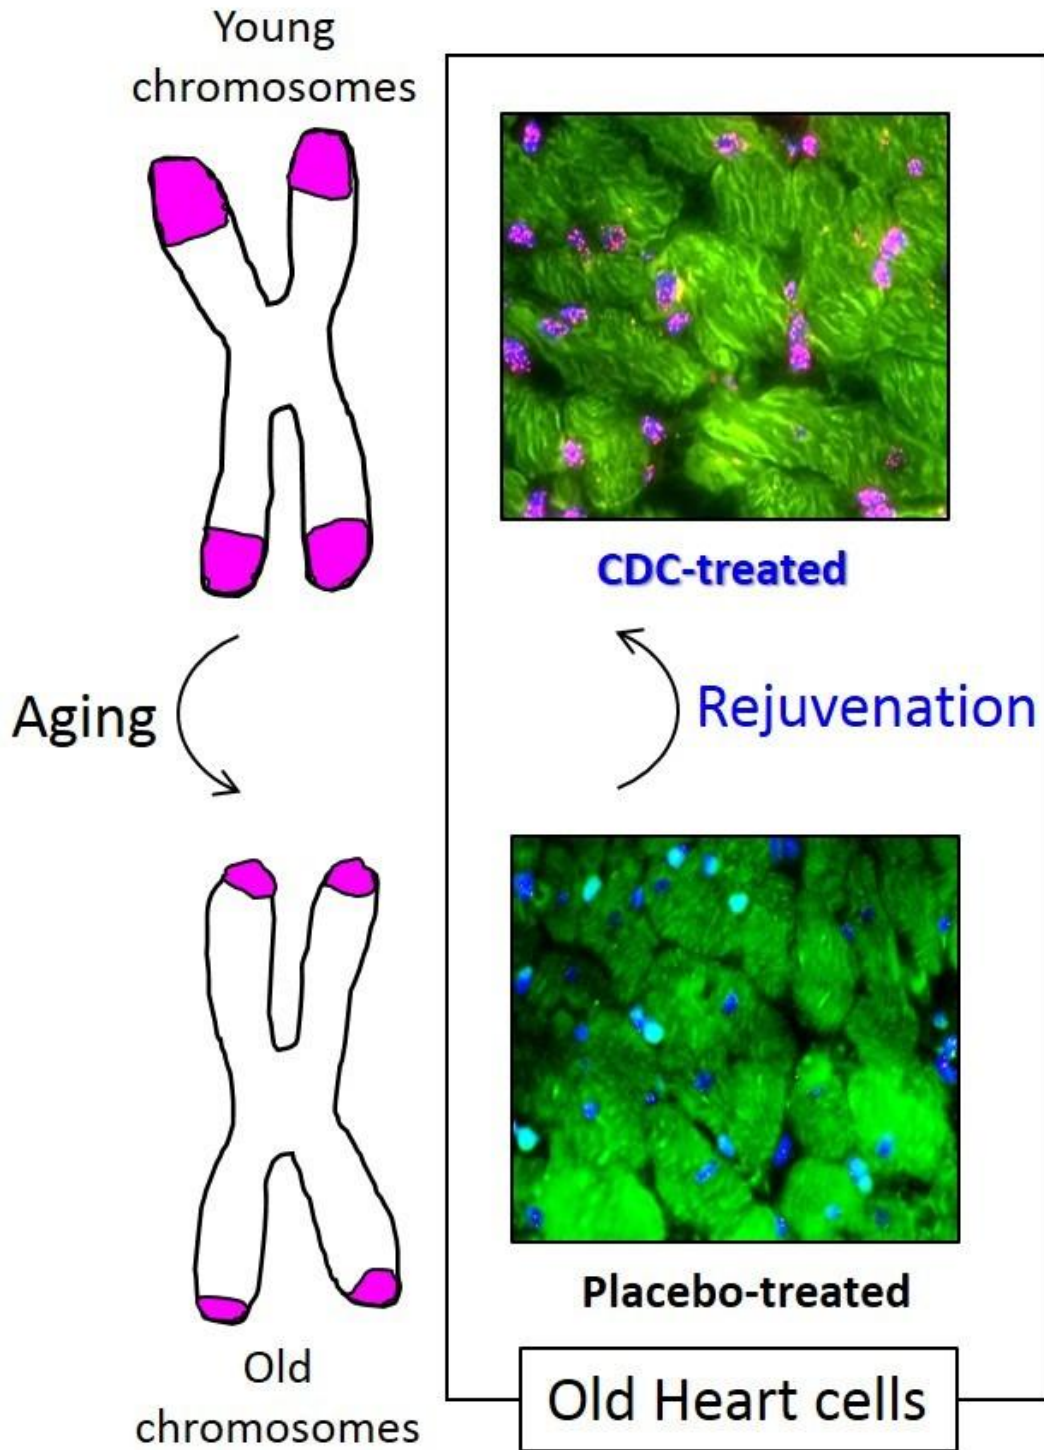 Young
chromosomes
CDC-treated
Aging
Rejuvenation
Placebo-treated
Old
chromosomes
Old Heart cells